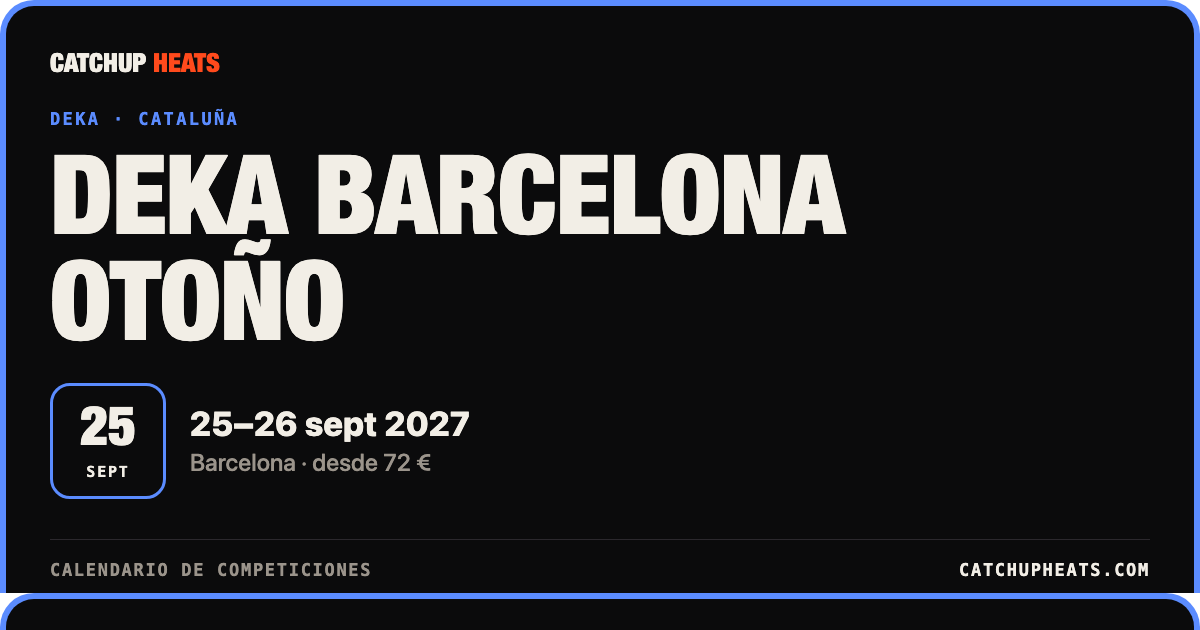 CATCHUP HEATS
DEKA · CATALUÑA
DEKA BARCELONA
OTOÑO
25
SEPT
25–26 sept 2027
Barcelona · desde 72 €
CALENDARIO DE COMPETICIONES
CATCHUPHEATS.COM